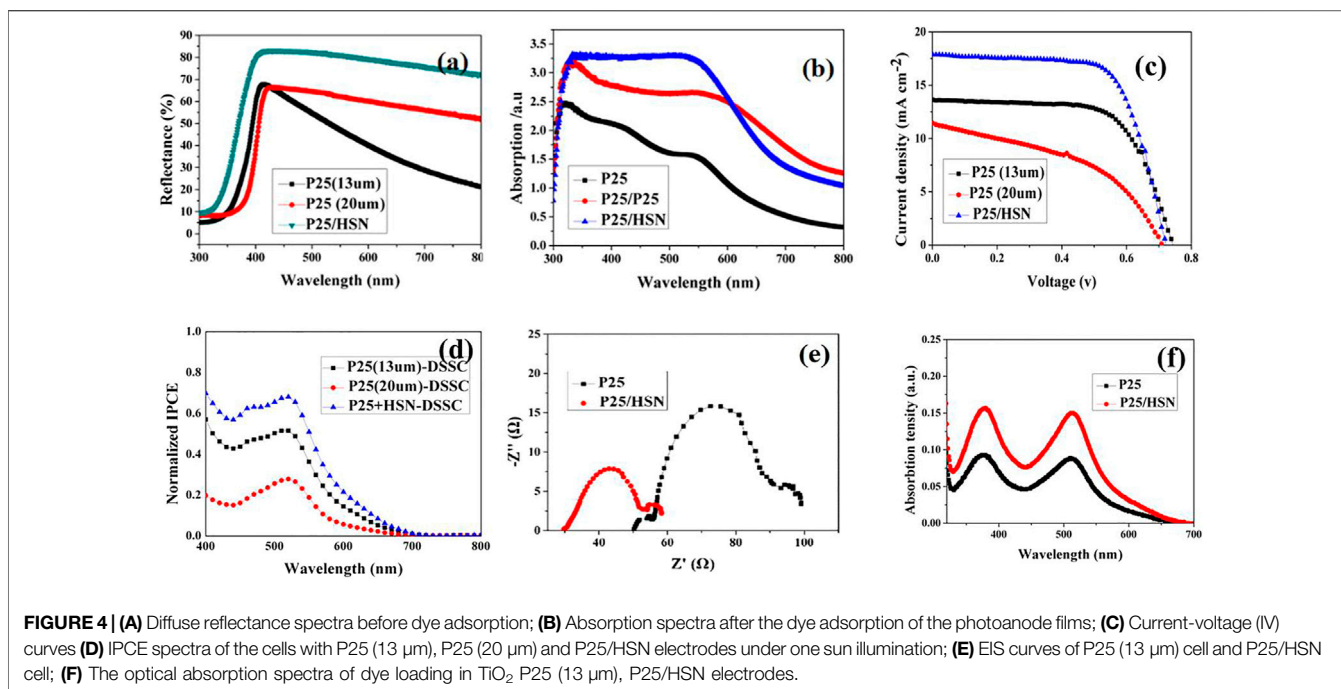 (a)
90
80
70
60
50
40
30
20
10
0
Reflectance (%)
P25(13um)
P25 (20um)
P25/HSN
300 400 500 600 700 800
Wavelength (nm)
(b)
3.5
3.0
2.5
2.0
1.5
1.0
0.5
0.0
Absorption /a.u
P25
P25/P25
P25/HSN
300 400 500 600 700 800
Wavelength (nm)
(c)
20
15
10
5
0
Current density (mA cm⁻²)
P25 (13um)
P25 (20um)
P25/HSN
0.0 0.2 0.4 0.6 0.8
Voltage (v)
(d)
1.0
0.8
0.6
0.4
0.2
0.0
Normalized IPCE
P25(13um)-DSSC
P25(20um)-DSSC
P25+HSN-DSSC
400 500 600 700 800
Wavelength (nm)
(e)
25
20
15
10
5
0
-Z'' (Ω)
P25
P25/HSN
40 60 80 100
Z' (Ω)
(f)
0.25
0.20
0.15
0.10
0.05
0.00
Absorbtion tensity (a.u.)
P25
P25/HSN
400 500 600 700
Wavelength (nm)
FIGURE 4 | (A) Diffuse reflectance spectra before dye adsorption; (B) Absorption spectra after the dye adsorption of the photoanode films; (C) Current-voltage (IV)
curves (D) IPCE spectra of the cells with P25 (13 μm), P25 (20 μm) and P25/HSN electrodes under one sun illumination; (E) EIS curves of P25 (13 μm) cell and P25/HSN
cell; (F) The optical absorption spectra of dye loading in TiO₂ P25 (13 μm), P25/HSN electrodes.